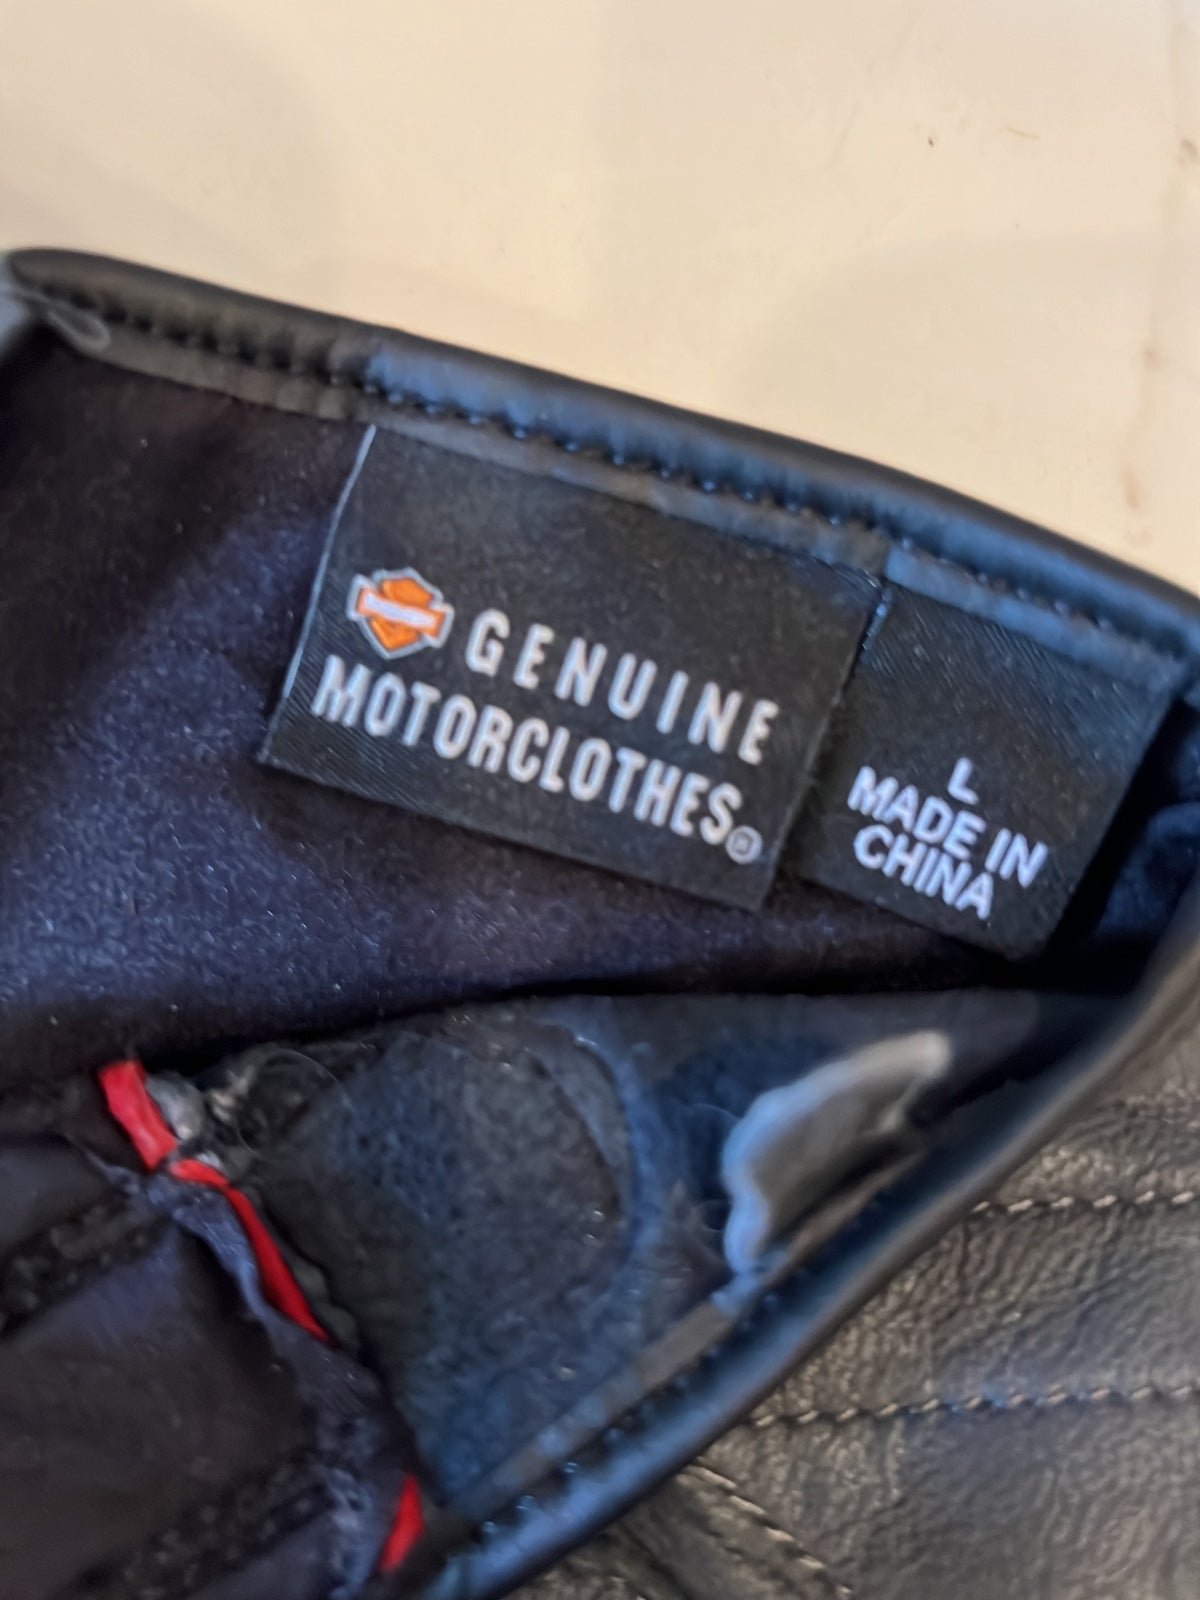 GENUINE
MOTORCLOTHES®
L
MADE IN
CHINA